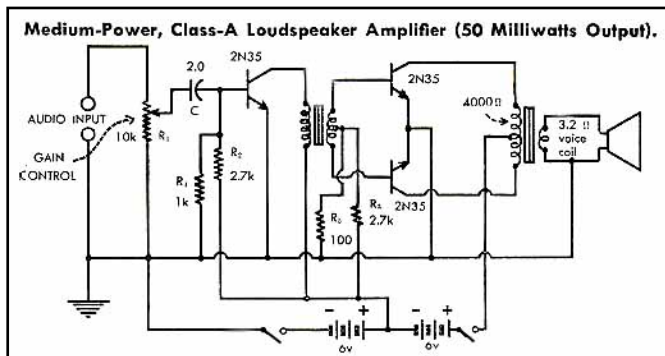 Medium-Power, Class-A Loudspeaker Amplifier (50 Milliwatts Output).
2N35
2N35
2.0
C
AUDIO INPUT
10k
R₁
GAIN
CONTROL
R₂
2.7k
R₃
1k
R₄
2.7k
R₅
100
2N35
4000Ω
3.2 Ω
voice
coil
- +
6v
- +
6v